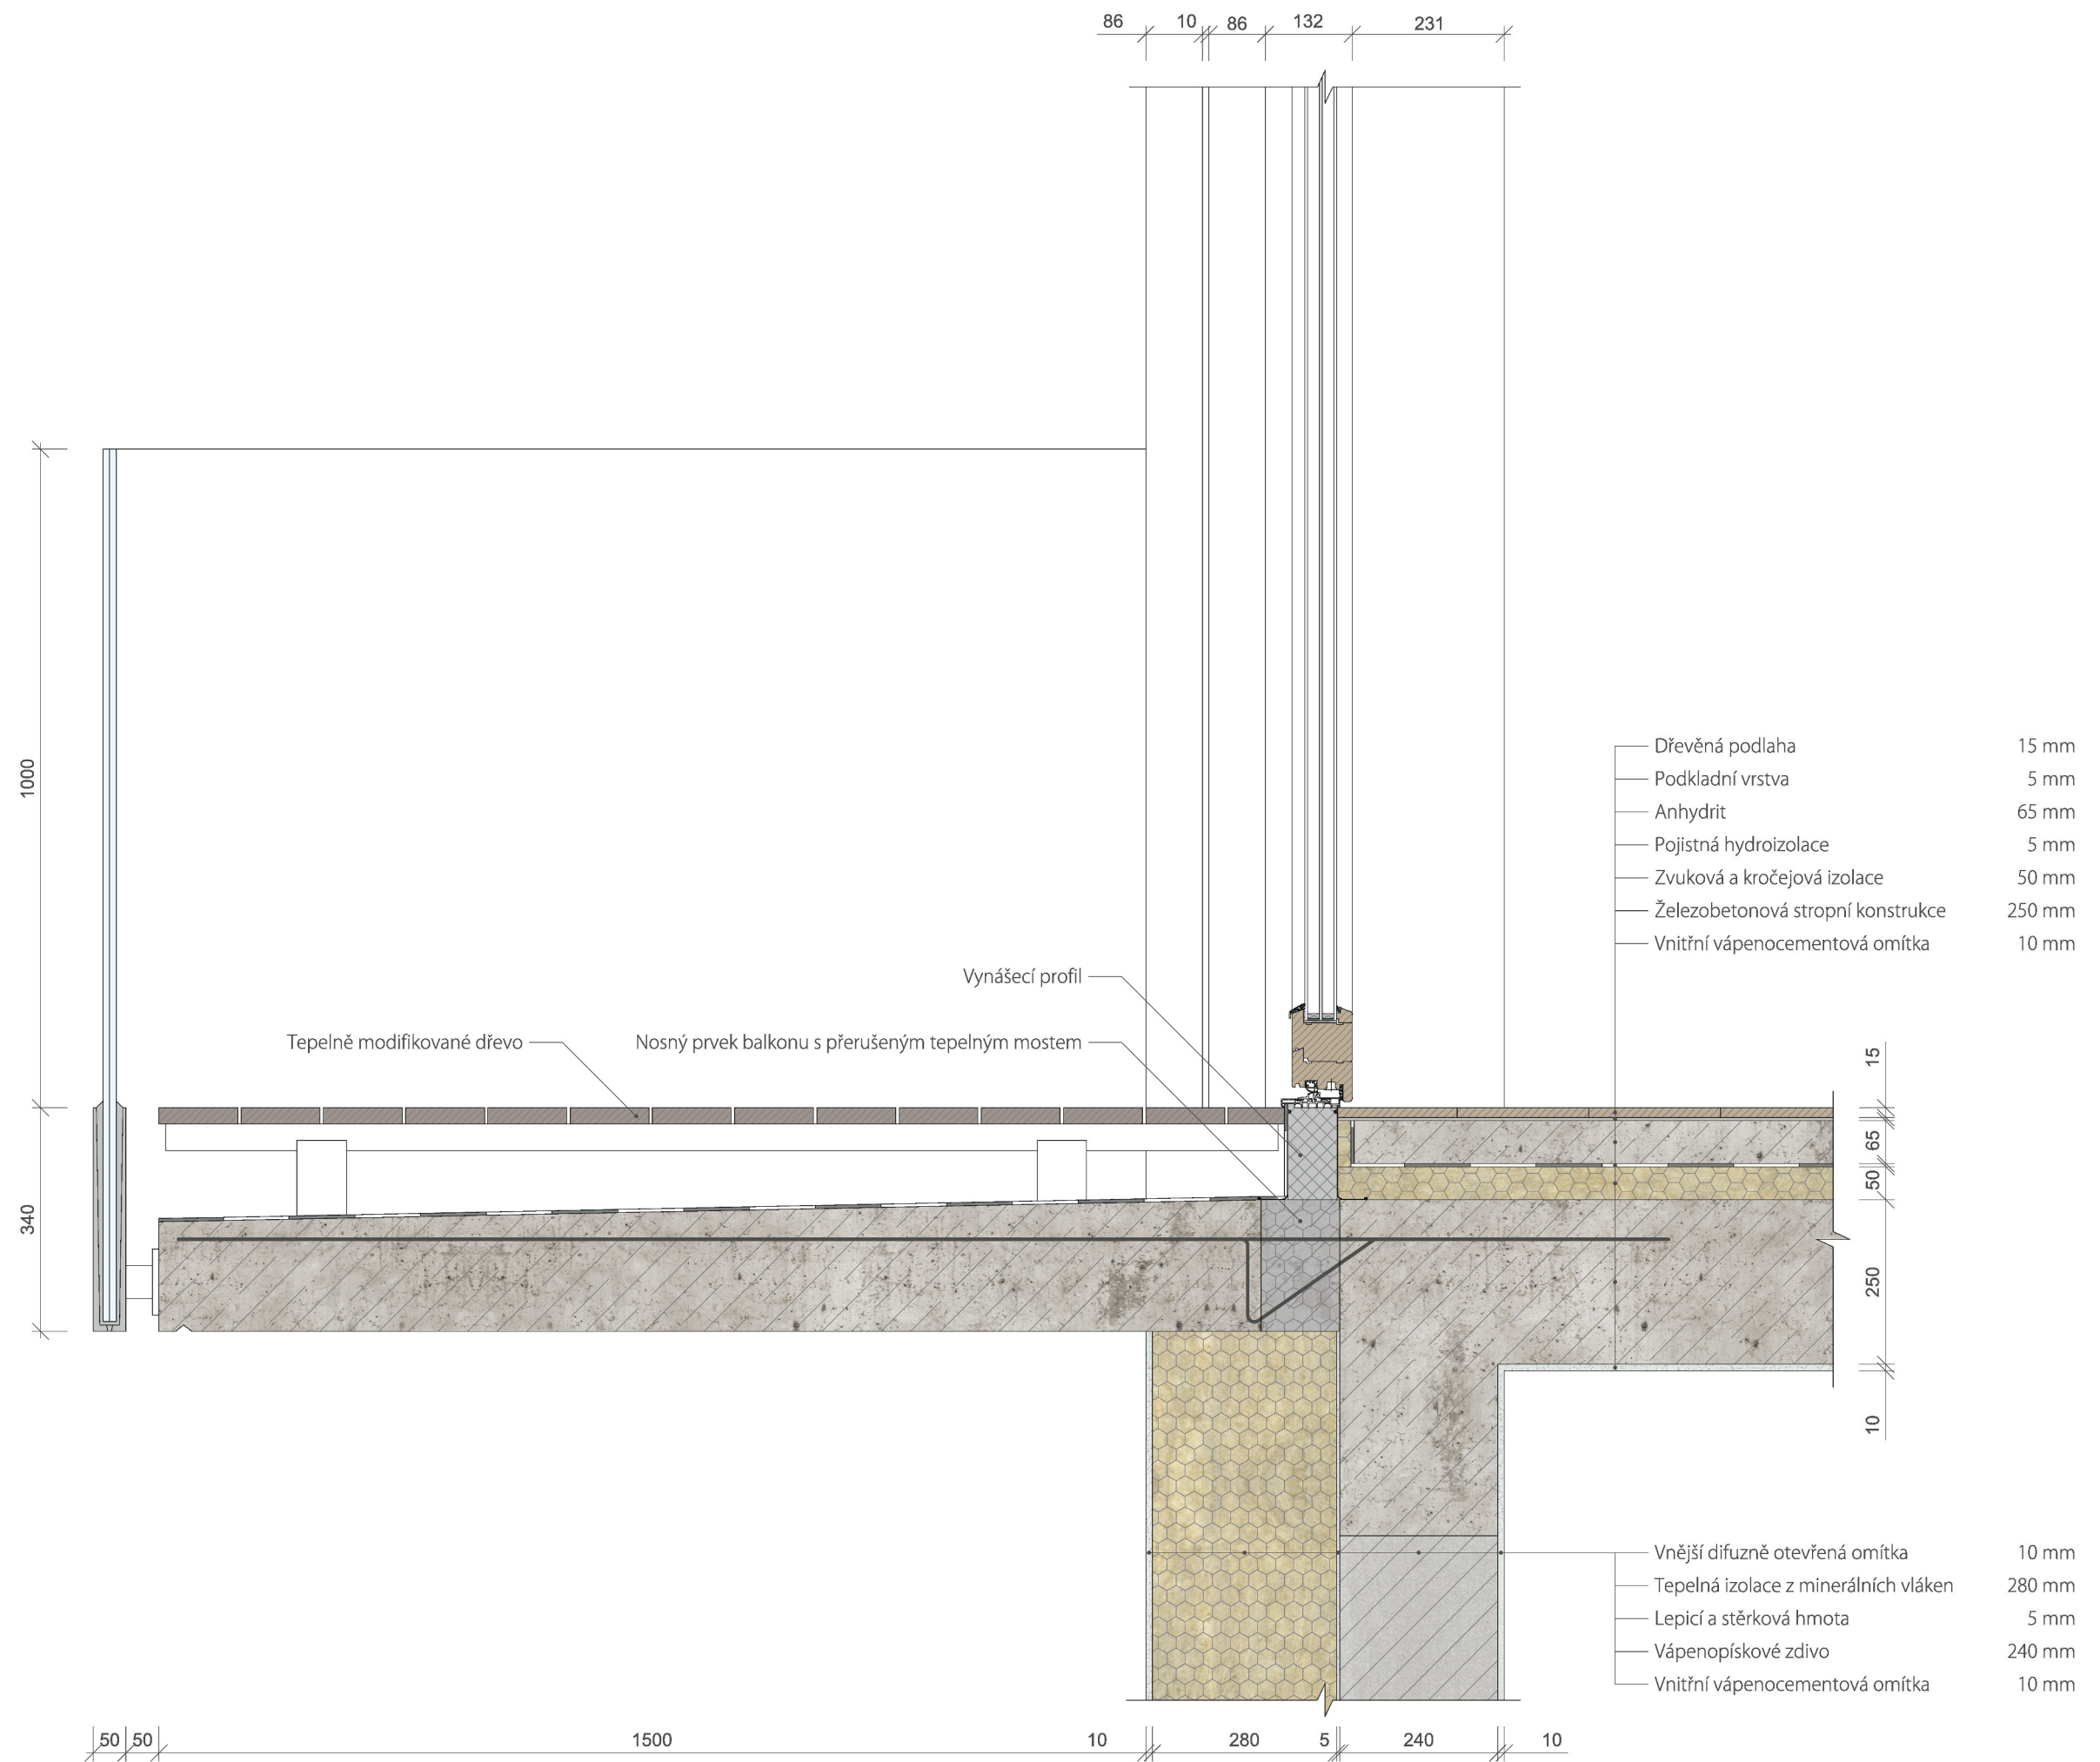 86 10 86 132 231
1000
Dřevěná podlaha 15 mm
Podkladní vrstva 5 mm
Anhydrit 65 mm
Pojistná hydroizolace 5 mm
Zvuková a kročejová izolace 50 mm
Železobetonová stropní konstrukce 250 mm
Vnitřní vápenocementová omítka 10 mm
Vynášecí profil
Tepelně modifikované dřevo
Nosný prvek balkonu s přerušeným tepelným mostem
15
65
50
340
250
10
Vnější difuzně otevřená omítka 10 mm
Tepelná izolace z minerálních vláken 280 mm
Lepicí a stěrková hmota 5 mm
Vápenopískové zdivo 240 mm
Vnitřní vápenocementová omítka 10 mm
50 50 1500 10 280 5 240 10